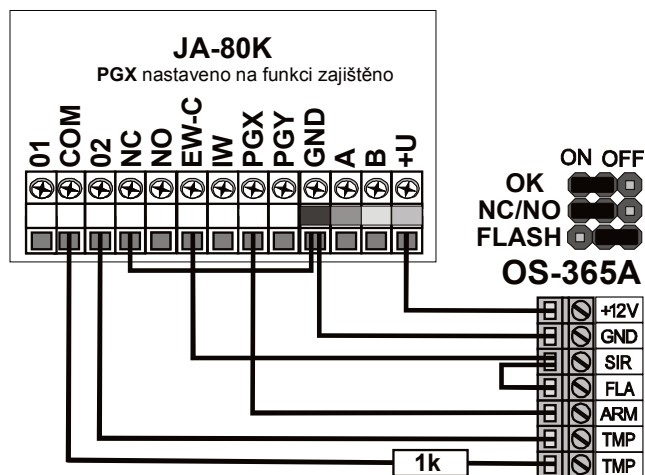 JA-80K
PGX nastaveno na funkci zajištěno
01
COM
02
NC
NO
EW-C
IW
PGX
PGY
GND
A
B
+U
ON OFF
OK
NC/NO
FLASH
OS-365A
+12V
GND
SIR
FLA
ARM
TMP
TMP
1k